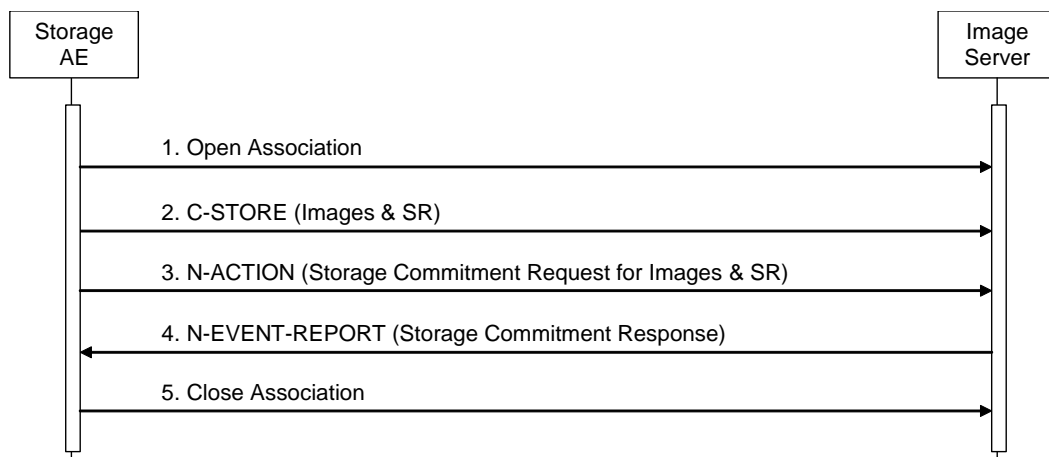 Storage
AE
Image
Server
1. Open Association
2. C-STORE (Images & SR)
3. N-ACTION (Storage Commitment Request for Images & SR)
4. N-EVENT-REPORT (Storage Commitment Response)
5. Close Association